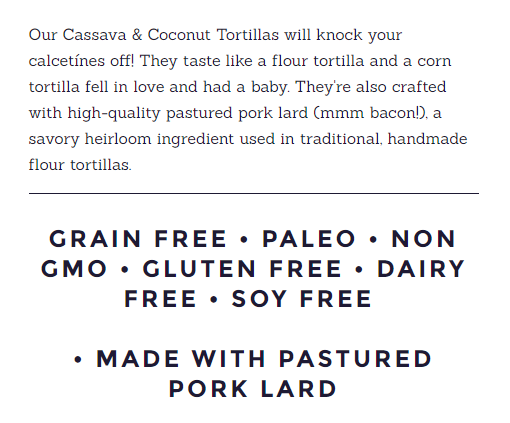 Our Cassava & Coconut Tortillas will knock your
calcetínes off! They taste like a flour tortilla and a corn
tortilla fell in love and had a baby. They're also crafted
with high-quality pastured pork lard (mmm bacon!), a
savory heirloom ingredient used in traditional, handmade
flour tortillas.
GRAIN FREE • PALEO • NON
GMO • GLUTEN FREE • DAIRY
FREE • SOY FREE
• MADE WITH PASTURED
PORK LARD